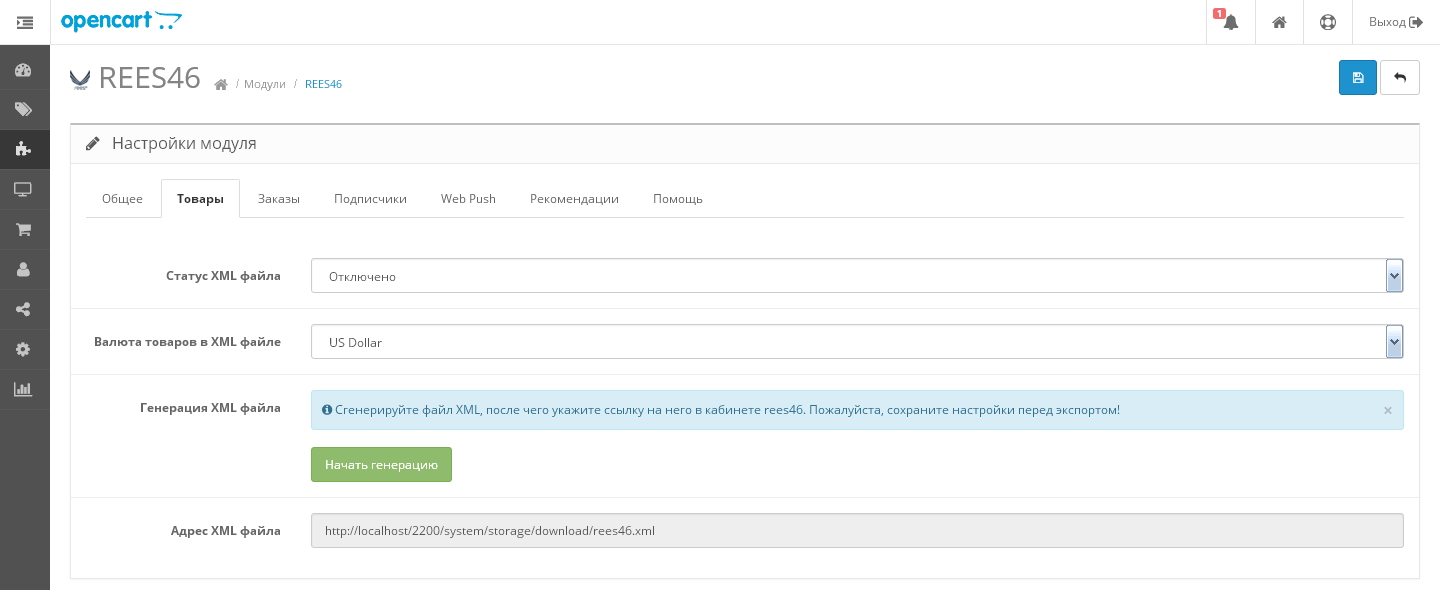 opencart
1
Выход
REES46
/ Модули / REES46
Настройки модуля
Общее Товары Заказы Подписчики Web Push Рекомендации Помощь
Статус XML файла Отключено
Валюта товаров в XML файле US Dollar
Генерация XML файла Сгенерируйте файл XML, после чего укажите ссылку на него в кабинете rees46. Пожалуйста, сохраните настройки перед экспортом! ×
Начать генерацию
Адрес XML файла http://localhost/2200/system/storage/download/rees46.xml